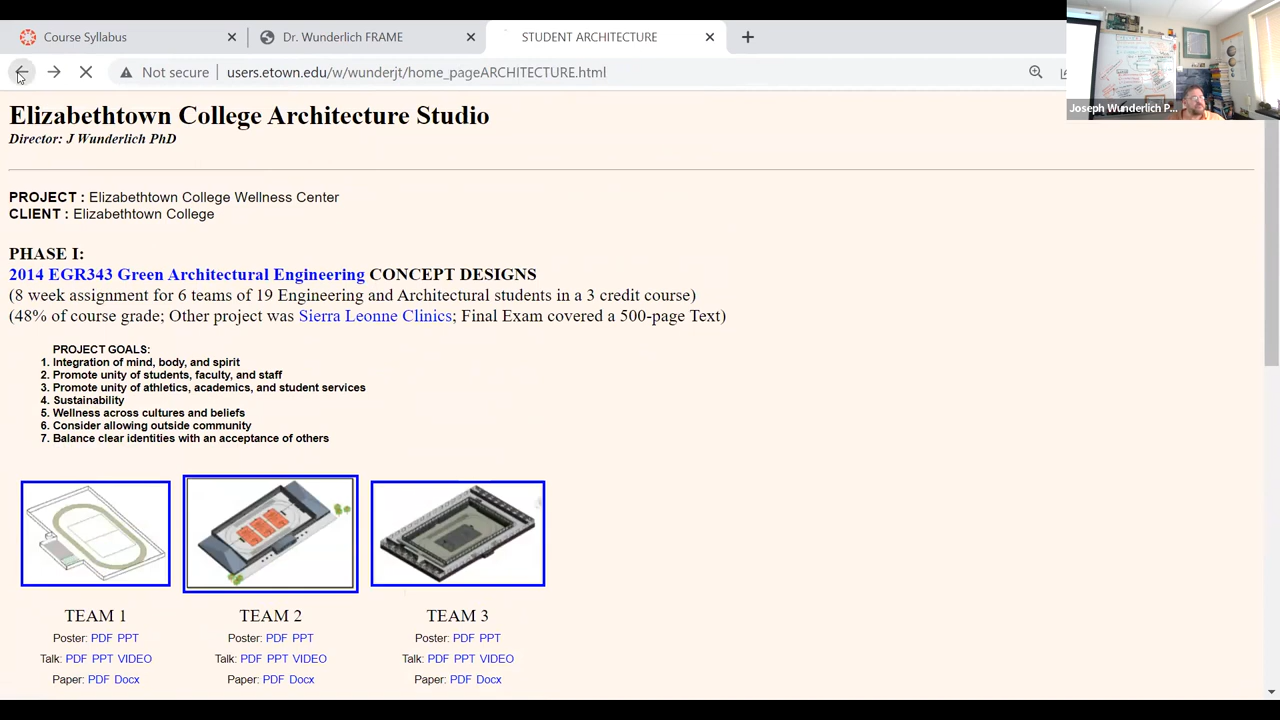 Course Syllabus
Dr. Wunderlich FRAME
STUDENT ARCHITECTURE
Not secure
users.etown.edu/w/wunderjt/home_pageARCHITECTURE.html
Joseph Wunderlich P...
Elizabethtown College Architecture Studio
Director: J Wunderlich PhD
PROJECT : Elizabethtown College Wellness Center
CLIENT : Elizabethtown College
PHASE I:
2014 EGR343 Green Architectural Engineering CONCEPT DESIGNS
(8 week assignment for 6 teams of 19 Engineering and Architectural students in a 3 credit course)
(48% of course grade; Other project was Sierra Leonne Clinics; Final Exam covered a 500-page Text)
PROJECT GOALS:
1. Integration of mind, body, and spirit
2. Promote unity of students, faculty, and staff
3. Promote unity of athletics, academics, and student services
4. Sustainability
5. Wellness across cultures and beliefs
6. Consider allowing outside community
7. Balance clear identities with an acceptance of others
TEAM 1 TEAM 2 TEAM 3
Poster: PDF PPT Poster: PDF PPT Poster: PDF PPT
Talk: PDF PPT VIDEO Talk: PDF PPT VIDEO Talk: PDF PPT VIDEO
Paper: PDF Docx Paper: PDF Docx Paper: PDF Docx